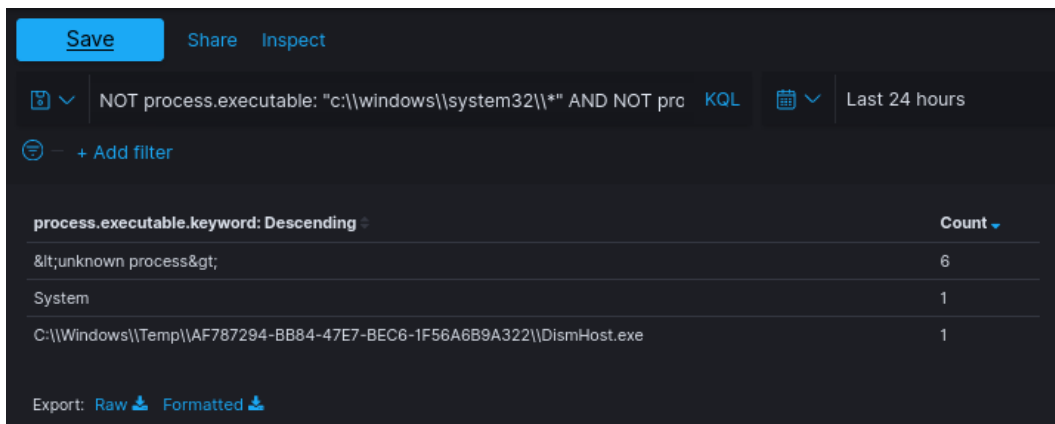 Save Share Inspect
NOT process.executable: "c:\\windows\\system32\\*" AND NOT pro KQL Last 24 hours
+ Add filter
process.executable.keyword: Descending Count
&lt;unknown process&gt; 6
System 1
C:\\Windows\\Temp\\AF787294-BB84-47E7-BEC6-1F56A6B9A322\\DismHost.exe 1
Export: Raw Formatted